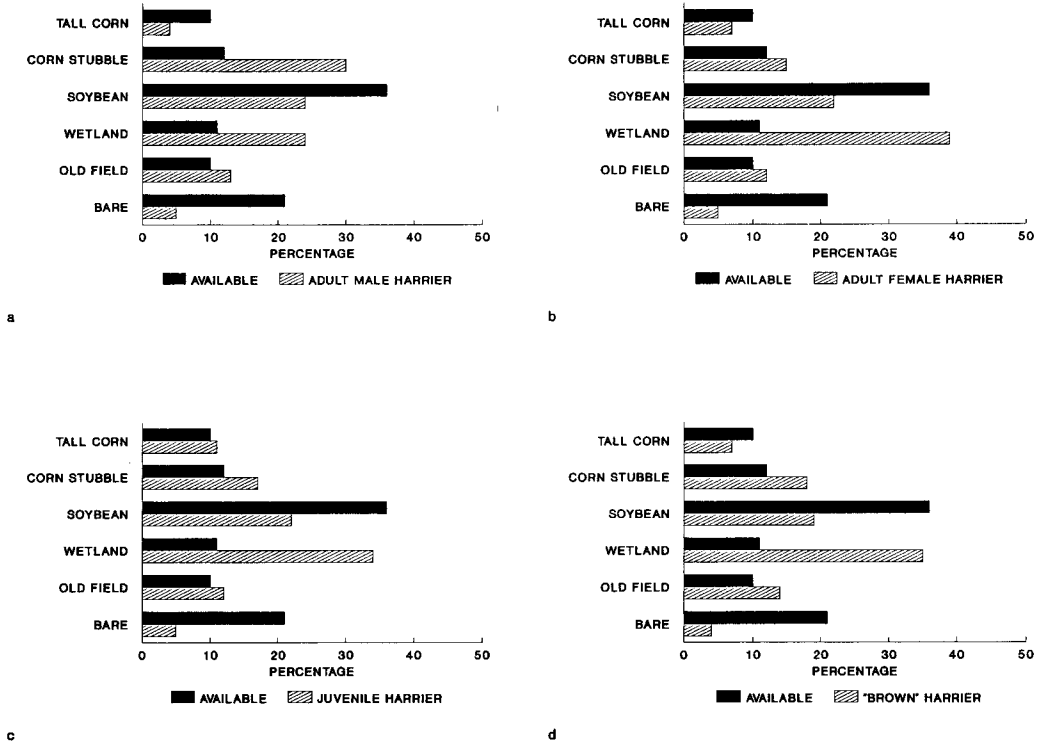 TALL CORN
CORN STUBBLE
SOYBEAN
WETLAND
OLD FIELD
BARE
0 10 20 30 40 50
PERCENTAGE
AVAILABLE ADULT MALE HARRIER
a
TALL CORN
CORN STUBBLE
SOYBEAN
WETLAND
OLD FIELD
BARE
0 10 20 30 40 50
PERCENTAGE
AVAILABLE ADULT FEMALE HARRIER
b
TALL CORN
CORN STUBBLE
SOYBEAN
WETLAND
OLD FIELD
BARE
0 10 20 30 40 50
PERCENTAGE
AVAILABLE JUVENILE HARRIER
c
TALL CORN
CORN STUBBLE
SOYBEAN
WETLAND
OLD FIELD
BARE
0 10 20 30 40 50
PERCENTAGE
AVAILABLE "BROWN" HARRIER
d